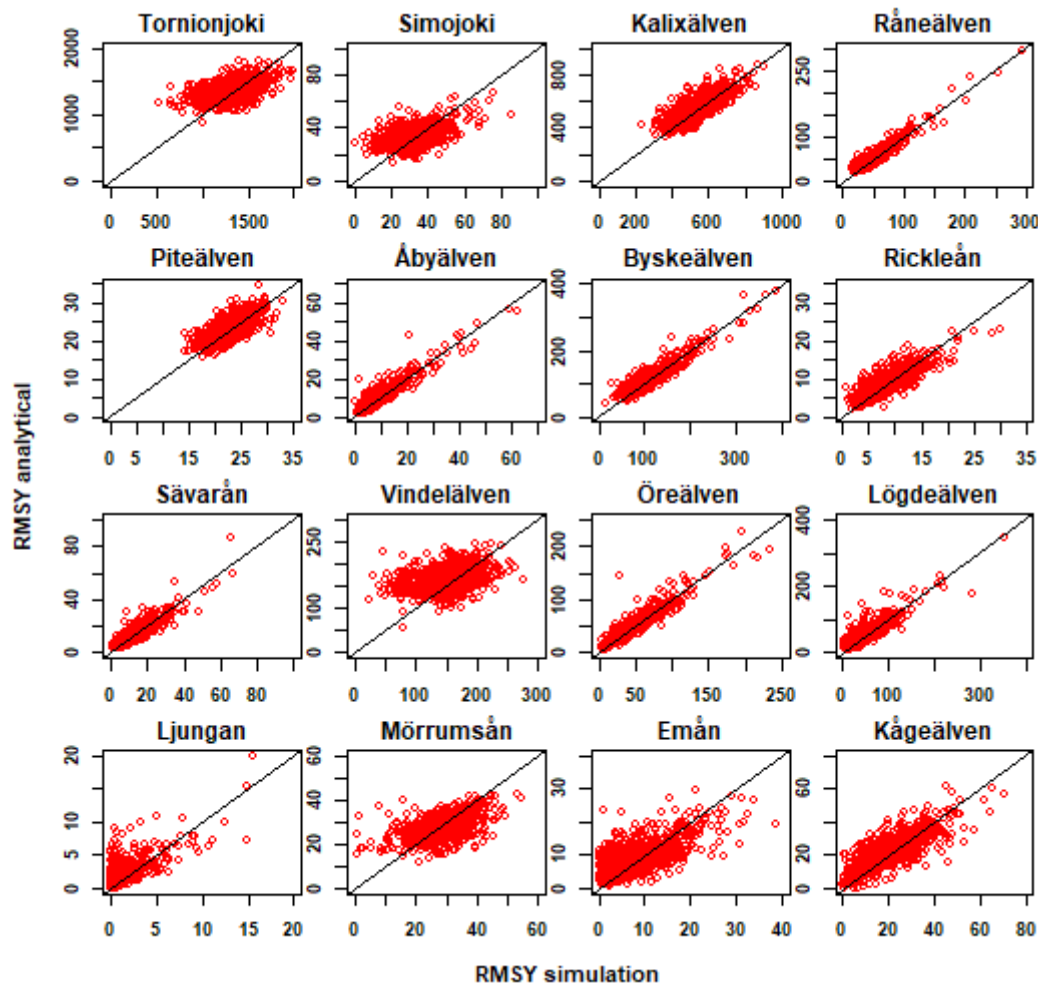 Tornionjoki Simojoki Kalixälven Råneälven
2000
1000
0
80
40
0
800
400
0
250
100
0
0 500 1500
0 20 40 60 80
0 200 600 1000
0 100 200 300
Piteälven Åbyälven Byskeälven Rickleån
30
20
10
0
60
40
20
0
400
200
0
30
20
10
0
0 5 15 25 35
0 20 40 60
0 100 300
0 5 15 25 35
RMSY analytical
Sävarån Vindelälven Öreälven Lögdeälven
80
40
0
250
100
0
200
100
0
400
200
0
0 20 40 60 80
0 100 200 300
0 50 150 250
0 100 300
Ljungan Mörrumsån Emån Kågeälven
20
10
5
0
60
40
20
0
30
10
0
60
20
0
0 5 10 15 20
0 20 40 60
0 10 20 30 40
0 20 40 60 80
RMSY simulation